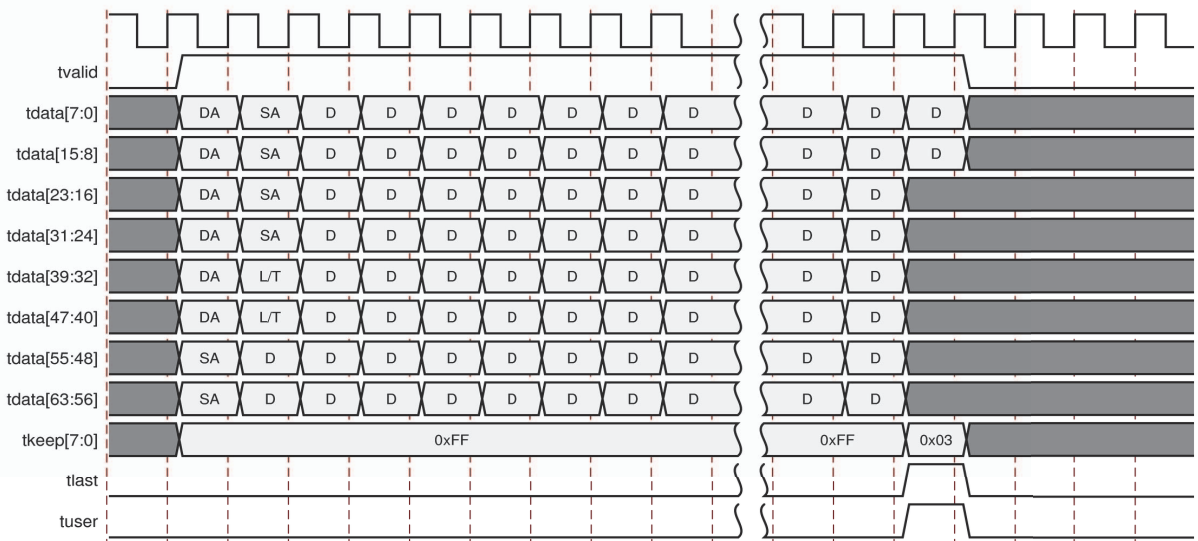 tvalid
tdata[7:0] DA SA D D D D D D D D D D
tdata[15:8] DA SA D D D D D D D D D D
tdata[23:16] DA SA D D D D D D D D D
tdata[31:24] DA SA D D D D D D D D D
tdata[39:32] DA L/T D D D D D D D D D
tdata[47:40] DA L/T D D D D D D D D D
tdata[55:48] SA D D D D D D D D D D
tdata[63:56] SA D D D D D D D D D D
tkeep[7:0] 0xFF 0xFF 0x03
tlast
tuser